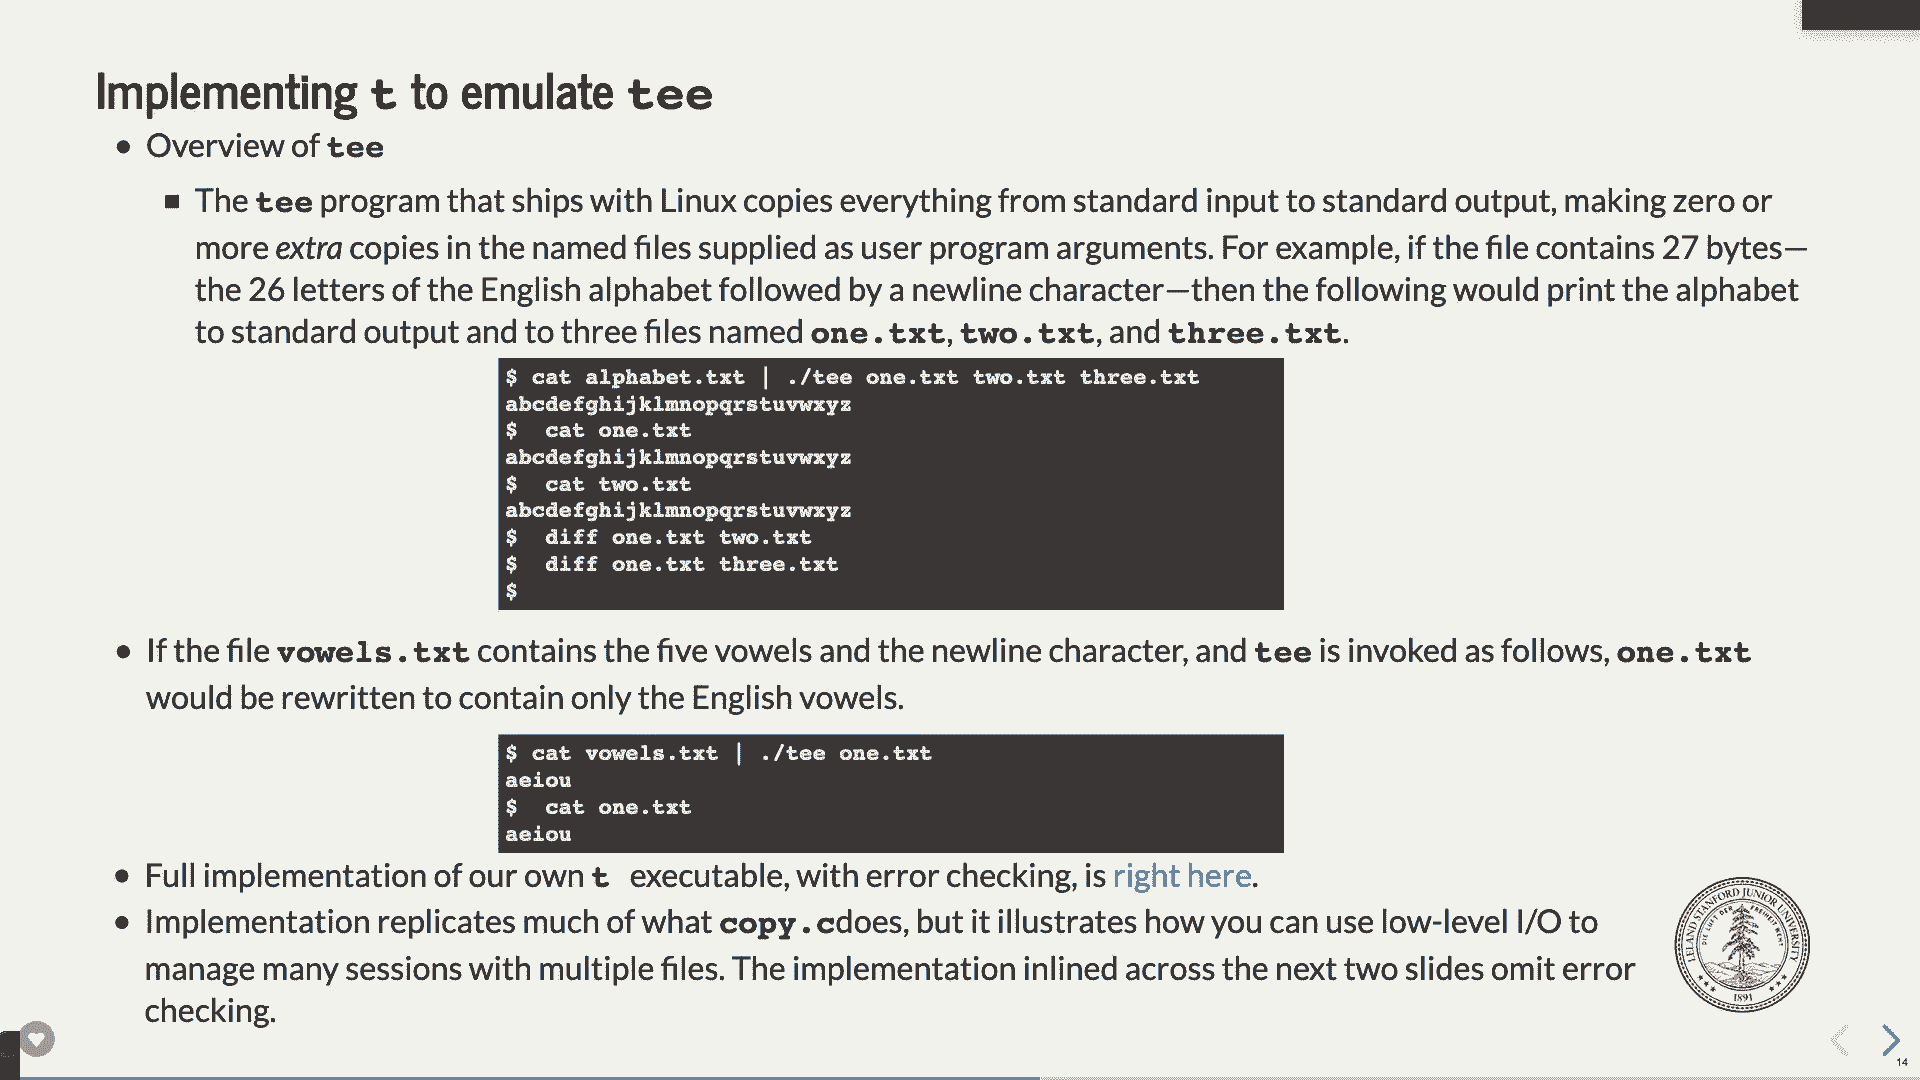 Implementing t to emulate tee
• Overview of tee
▪ The tee program that ships with Linux copies everything from standard input to standard output, making zero or
more extra copies in the named files supplied as user program arguments. For example, if the file contains 27 bytes—
the 26 letters of the English alphabet followed by a newline character—then the following would print the alphabet
to standard output and to three files named one.txt, two.txt, and three.txt.
$ cat alphabet.txt | ./tee one.txt two.txt three.txt
abcdefghijklmnopqrstuvwxyz
$  cat one.txt
abcdefghijklmnopqrstuvwxyz
$  cat two.txt
abcdefghijklmnopqrstuvwxyz
$  diff one.txt two.txt
$  diff one.txt three.txt
$
• If the file vowels.txt contains the five vowels and the newline character, and tee is invoked as follows, one.txt
would be rewritten to contain only the English vowels.
$ cat vowels.txt | ./tee one.txt
aeiou
$  cat one.txt
aeiou
• Full implementation of our own t  executable, with error checking, is right here.
• Implementation replicates much of what copy.cdoes, but it illustrates how you can use low-level I/O to
manage many sessions with multiple files. The implementation inlined across the next two slides omit error
checking.
LELAND STANFORD JUNIOR UNIVERSITY
DIE LUFT DER FREIHEIT WEHT
1891
14